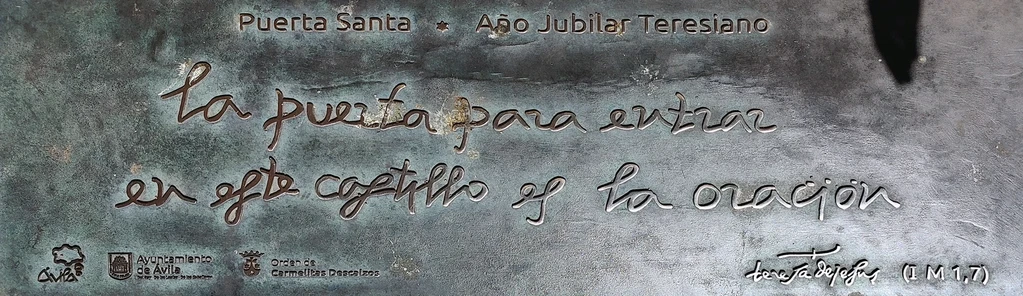 Puerta Santa * Año Jubilar Teresiano
la puerta para entrar
en este castillo es la oración
Ávila
Ayuntamiento
de Ávila
Orden de
Carmelitas Descalzos
teresa de jesus (I M 1,7)